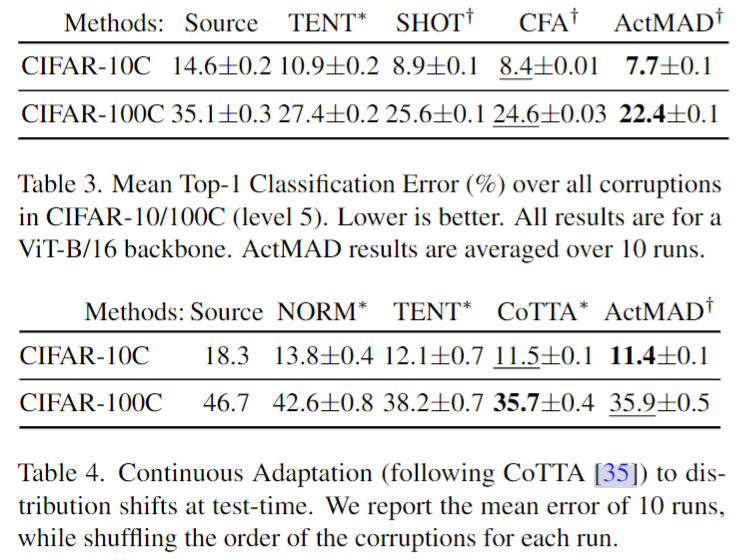 Methods: Source TENT* SHOT† CFA† ActMAD†
CIFAR-10C 14.6±0.2 10.9±0.2 8.9±0.1 8.4±0.01 7.7±0.1
CIFAR-100C 35.1±0.3 27.4±0.2 25.6±0.1 24.6±0.03 22.4±0.1
Table 3. Mean Top-1 Classification Error (%) over all corruptions
in CIFAR-10/100C (level 5). Lower is better. All results are for a
ViT-B/16 backbone. ActMAD results are averaged over 10 runs.
Methods: Source NORM* TENT* CoTTA* ActMAD†
CIFAR-10C 18.3 13.8±0.4 12.1±0.7 11.5±0.1 11.4±0.1
CIFAR-100C 46.7 42.6±0.8 38.2±0.7 35.7±0.4 35.9±0.5
Table 4. Continuous Adaptation (following CoTTA [35]) to dis-
tribution shifts at test-time. We report the mean error of 10 runs,
while shuffling the order of the corruptions for each run.